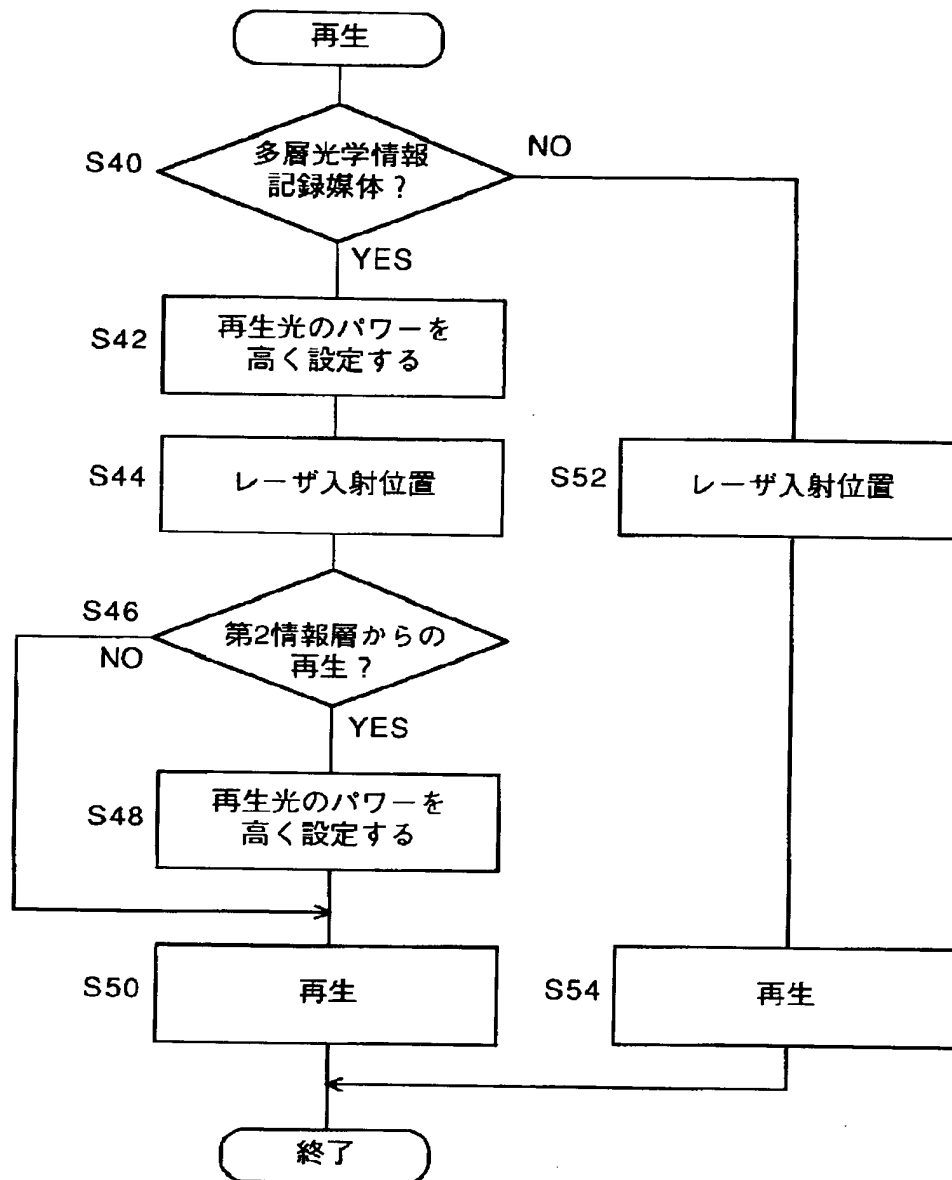 再生
S40
多層光学情報
記録媒体？
NO
YES
S42
再生光のパワーを
高く設定する
S44
レーザ入射位置
S52
レーザ入射位置
S46
第2情報層からの
再生？
NO
YES
S48
再生光のパワーを
高く設定する
S50
再生
S54
再生
終了